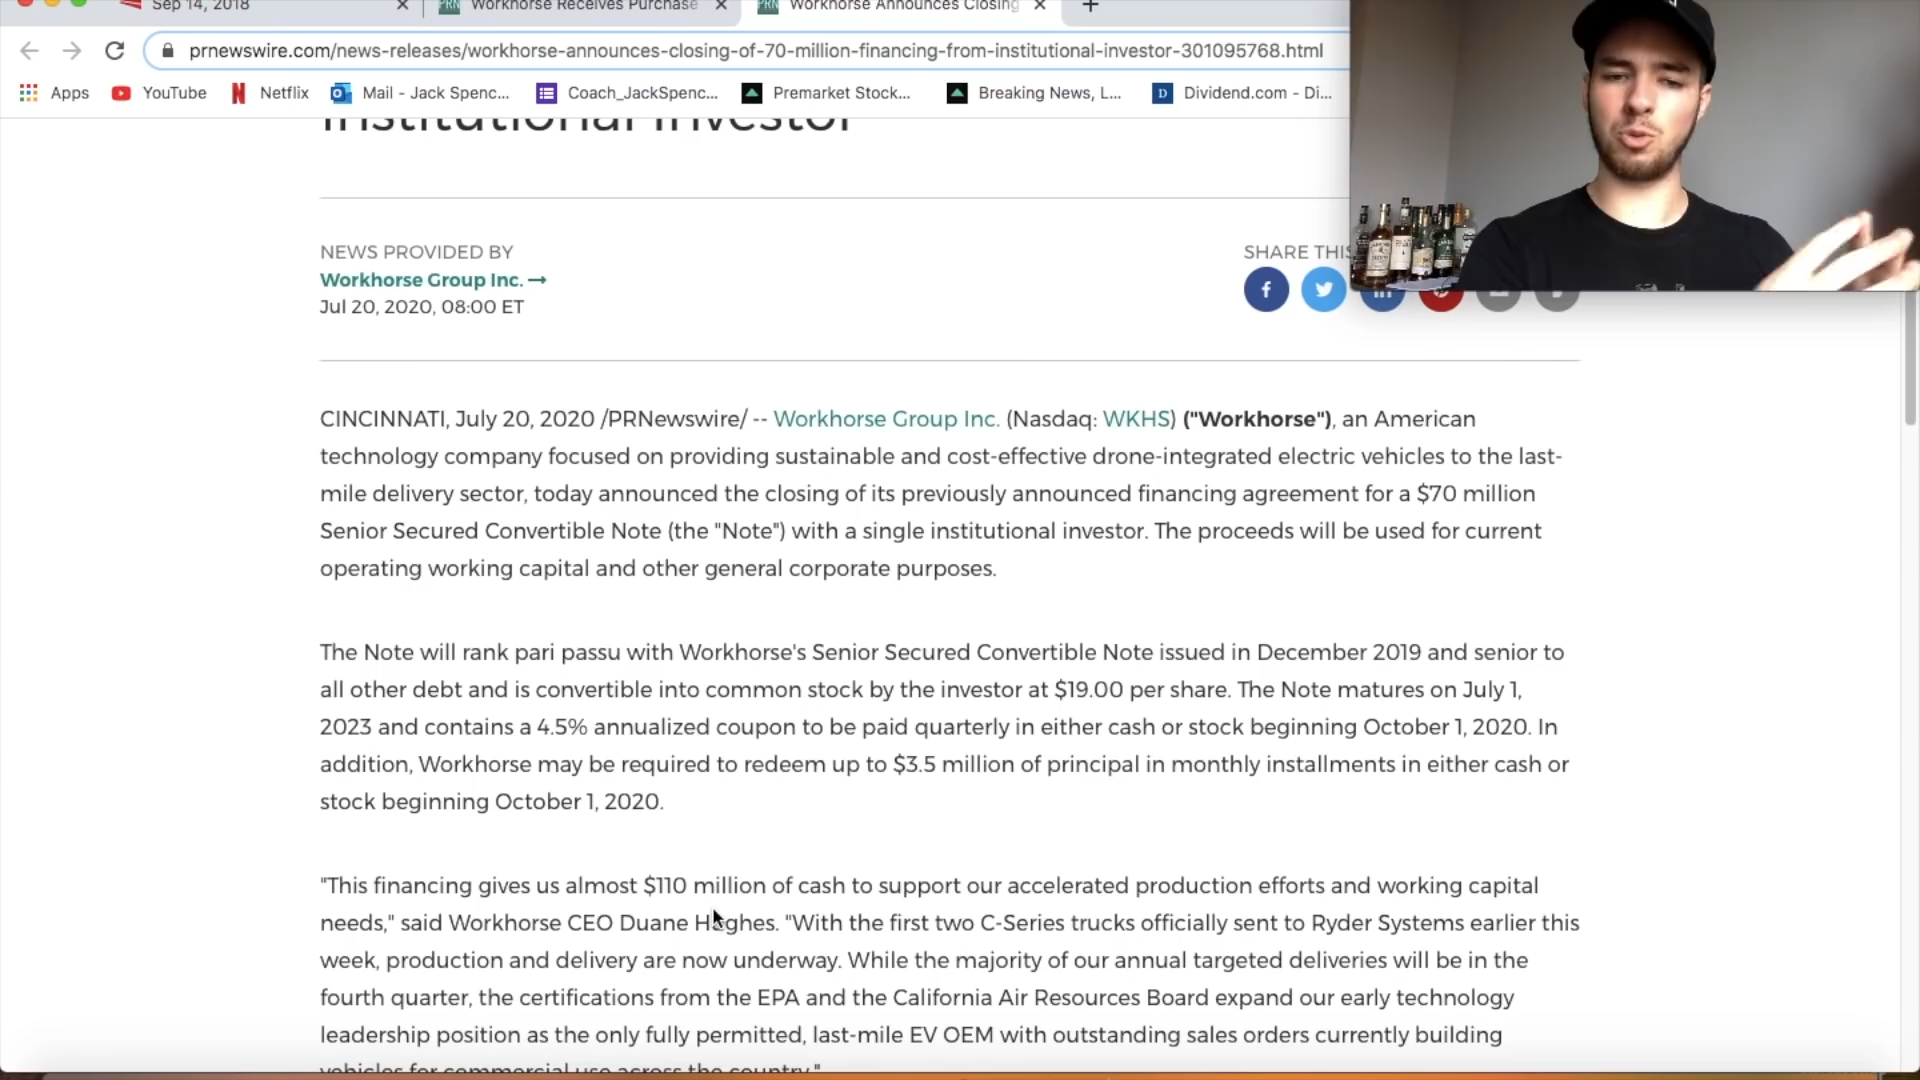 Sep 14, 2018
PRN Workhorse Receives Purchase
PRN Workhorse Announces Closing
prnewswire.com/news-releases/workhorse-announces-closing-of-70-million-financing-from-institutional-investor-301095768.html
Apps YouTube Netflix Mail - Jack Spenc... Coach_JackSpenc... Premarket Stock... Breaking News, L... D Dividend.com - Di...
Institutional Investor
NEWS PROVIDED BY
Workhorse Group Inc. →
Jul 20, 2020, 08:00 ET
SHARE THIS
CINCINNATI, July 20, 2020 /PRNewswire/ -- Workhorse Group Inc. (Nasdaq: WKHS) ("Workhorse"), an American
technology company focused on providing sustainable and cost-effective drone-integrated electric vehicles to the last-
mile delivery sector, today announced the closing of its previously announced financing agreement for a $70 million
Senior Secured Convertible Note (the "Note") with a single institutional investor. The proceeds will be used for current
operating working capital and other general corporate purposes.
The Note will rank pari passu with Workhorse's Senior Secured Convertible Note issued in December 2019 and senior to
all other debt and is convertible into common stock by the investor at $19.00 per share. The Note matures on July 1,
2023 and contains a 4.5% annualized coupon to be paid quarterly in either cash or stock beginning October 1, 2020. In
addition, Workhorse may be required to redeem up to $3.5 million of principal in monthly installments in either cash or
stock beginning October 1, 2020.
"This financing gives us almost $110 million of cash to support our accelerated production efforts and working capital
needs," said Workhorse CEO Duane Hughes. "With the first two C-Series trucks officially sent to Ryder Systems earlier this
week, production and delivery are now underway. While the majority of our annual targeted deliveries will be in the
fourth quarter, the certifications from the EPA and the California Air Resources Board expand our early technology
leadership position as the only fully permitted, last-mile EV OEM with outstanding sales orders currently building
vehicles for commercial use across the country."